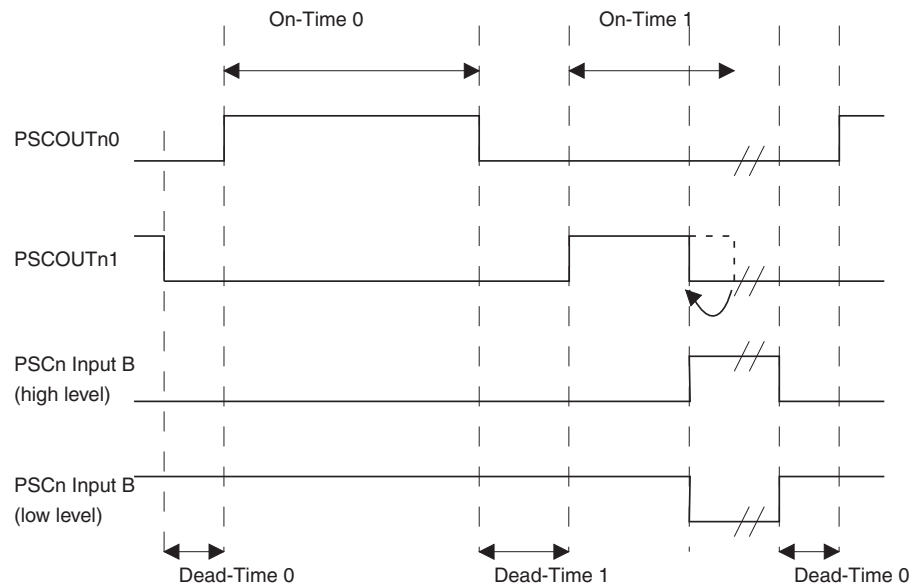 On-Time 0 On-Time 1
PSCOUTn0
PSCOUTn1
PSCn Input B
(high level)
PSCn Input B
(low level)
Dead-Time 0 Dead-Time 1 Dead-Time 0